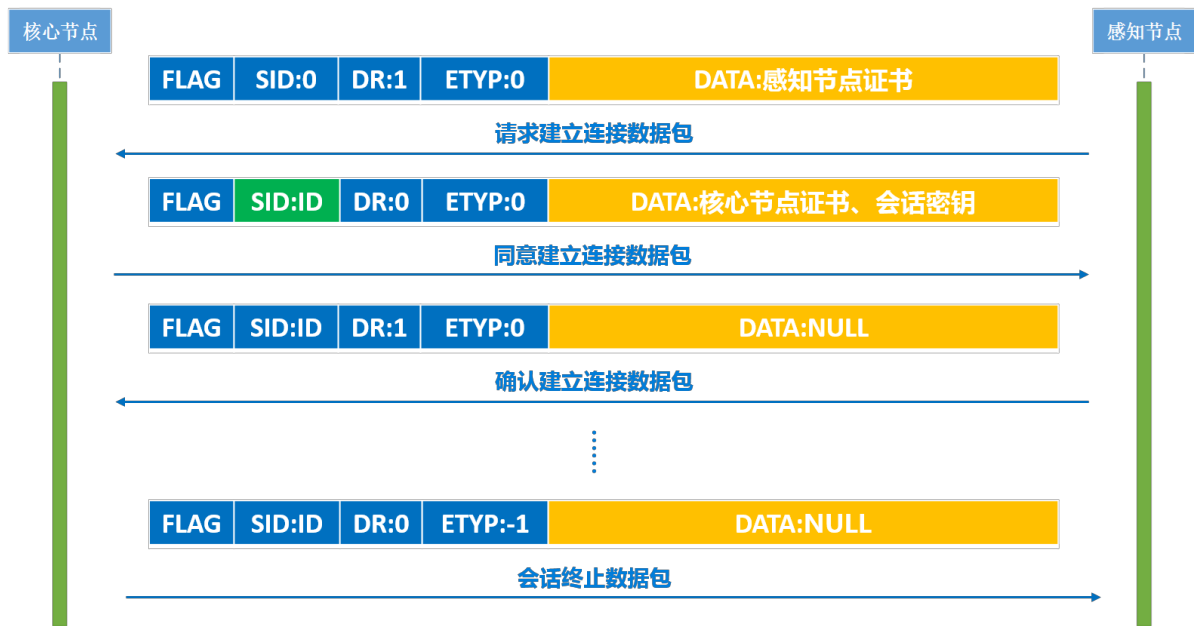 核心节点
感知节点
FLAG SID:0 DR:1 ETYP:0 DATA:感知节点证书
请求建立连接数据包
FLAG SID:ID DR:0 ETYP:0 DATA:核心节点证书、会话密钥
同意建立连接数据包
FLAG SID:ID DR:1 ETYP:0 DATA:NULL
确认建立连接数据包
FLAG SID:ID DR:0 ETYP:-1 DATA:NULL
会话终止数据包